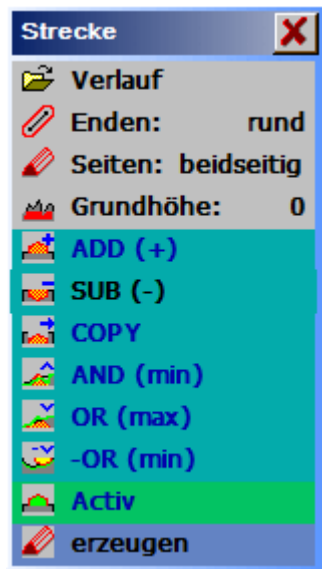 Strecke
Verlauf
Enden: rund
Seiten: beidseitig
Grundhöhe: 0
ADD (+)
SUB (-)
COPY
AND (min)
OR (max)
-OR (min)
Activ
erzeugen